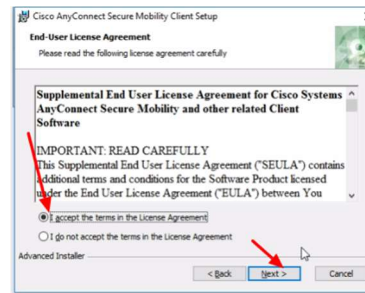 Cisco AnyConnect Secure Mobility Client Setup
End-User License Agreement
Please read the following license agreement carefully
Supplemental End User License Agreement for Cisco Systems
AnyConnect Secure Mobility and other related Client
Software
IMPORTANT: READ CAREFULLY
This Supplemental End User License Agreement ("SEULA") contains
additional terms and conditions for the Software Product licensed
under the End User License Agreement ("EULA") between You
I accept the terms in the License Agreement
I do not accept the terms in the License Agreement
Advanced Installer
< Back Next > Cancel